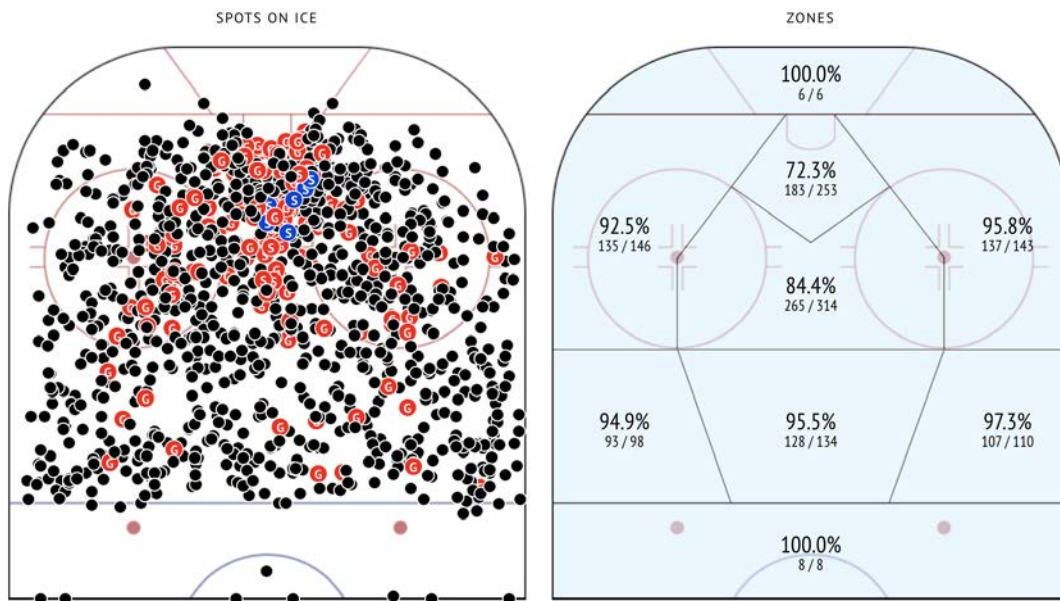 SPOTS ON ICE
ZONES
100.0%
6 / 6
72.3%
183 / 253
92.5%
135 / 146
95.8%
137 / 143
84.4%
265 / 314
94.9%
93 / 98
95.5%
128 / 134
97.3%
107 / 110
100.0%
8 / 8